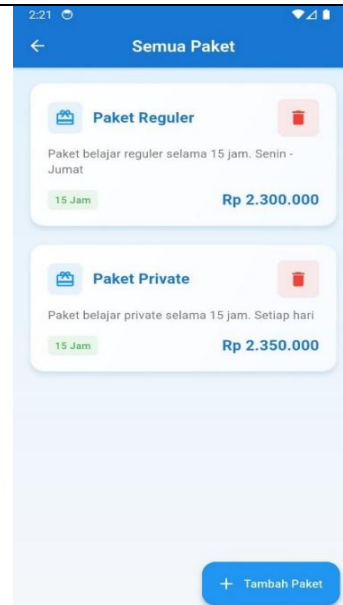 2:21
Semua Paket
Paket Reguler
Paket belajar reguler selama 15 jam. Senin -
Jumat
15 Jam
Rp 2.300.000
Paket Private
Paket belajar private selama 15 jam. Setiap hari
15 Jam
Rp 2.350.000
+ Tambah Paket